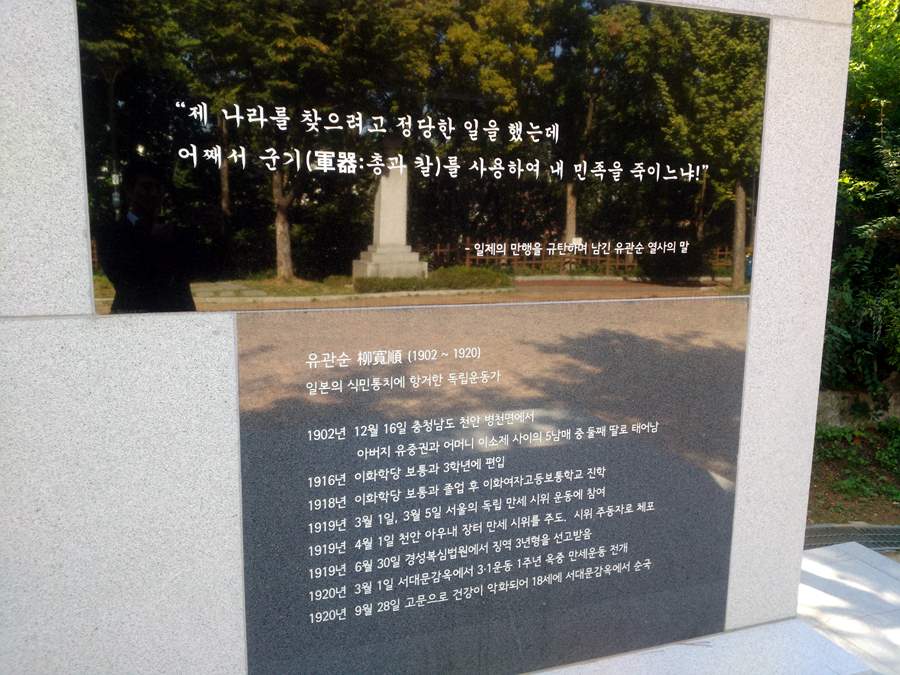 “제 나라를 찾으려고 정당한 일을 했는데
어째서 군기(軍器:총과 칼)를 사용하여 내 민족을 죽이느냐!”
- 일제의 만행을 규탄하며 남긴 유관순 열사의 말
유관순 柳寬順 (1902 ~ 1920)
일본의 식민통치에 항거한 독립운동가
1902년 12월 16일 충청남도 천안 병천면에서
아버지 유중권과 어머니 이소제 사이의 5남매 중 둘째 딸로 태어남
1916년 이화학당 보통과 3학년에 편입
1918년 이화학당 보통과 졸업 후 이화여자고등보통학교 진학
1919년 3월 1일, 3월 5일 서울의 독립 만세 시위 운동에 참여
1919년 4월 1일 천안 아우내 장터 만세 시위를 주도. 시위 주동자로 체포
1919년 6월 30일 경성복심법원에서 징역 3년형을 선고받음
1920년 3월 1일 서대문감옥에서 3·1운동 1주년 옥중 만세운동 전개
1920년 9월 28일 고문으로 건강이 악화되어 18세에 서대문감옥에서 순국